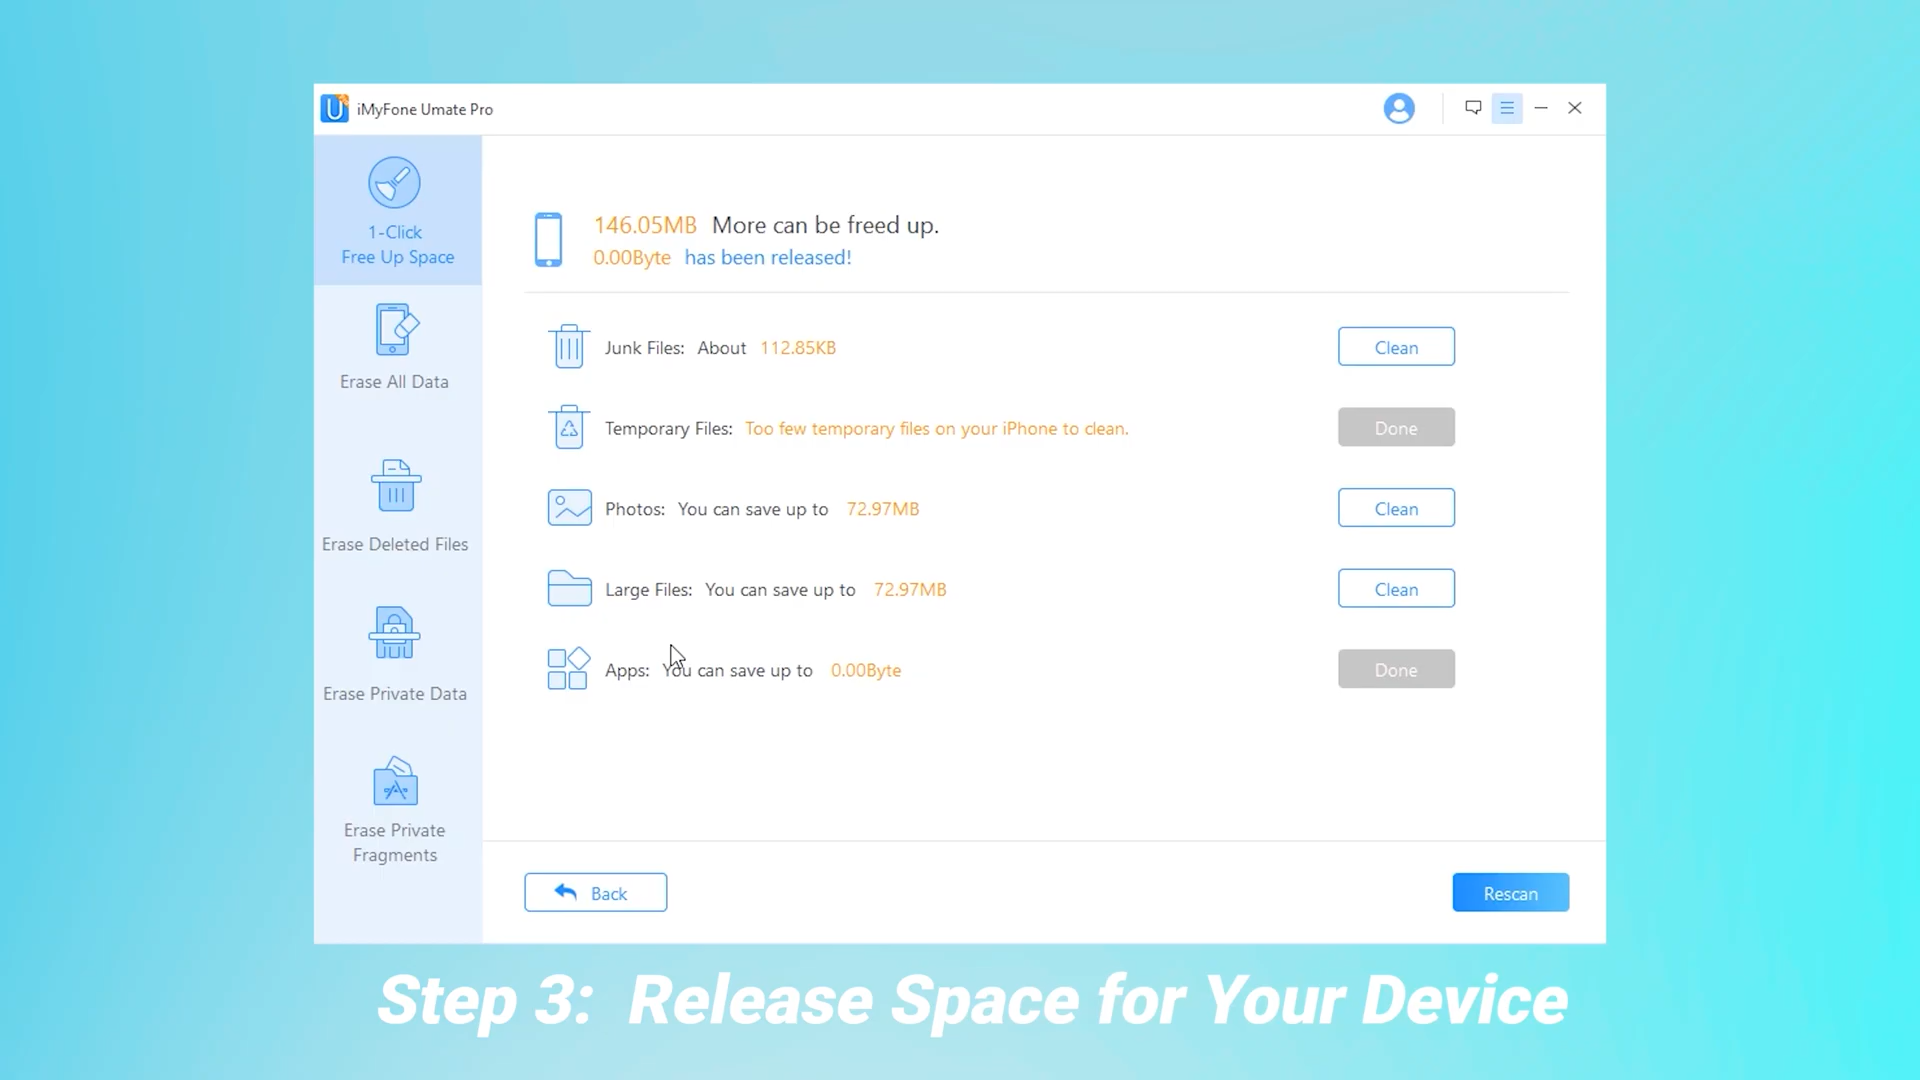 iMyFone Umate Pro
1-Click
Free Up Space
Erase All Data
Erase Deleted Files
Erase Private Data
Erase Private
Fragments
146.05MB More can be freed up.
0.00Byte has been released!
Junk Files: About 112.85KB Clean
Temporary Files: Too few temporary files on your iPhone to clean. Done
Photos: You can save up to 72.97MB Clean
Large Files: You can save up to 72.97MB Clean
Apps: You can save up to 0.00Byte Done
Back
Rescan
Step 3: Release Space for Your Device